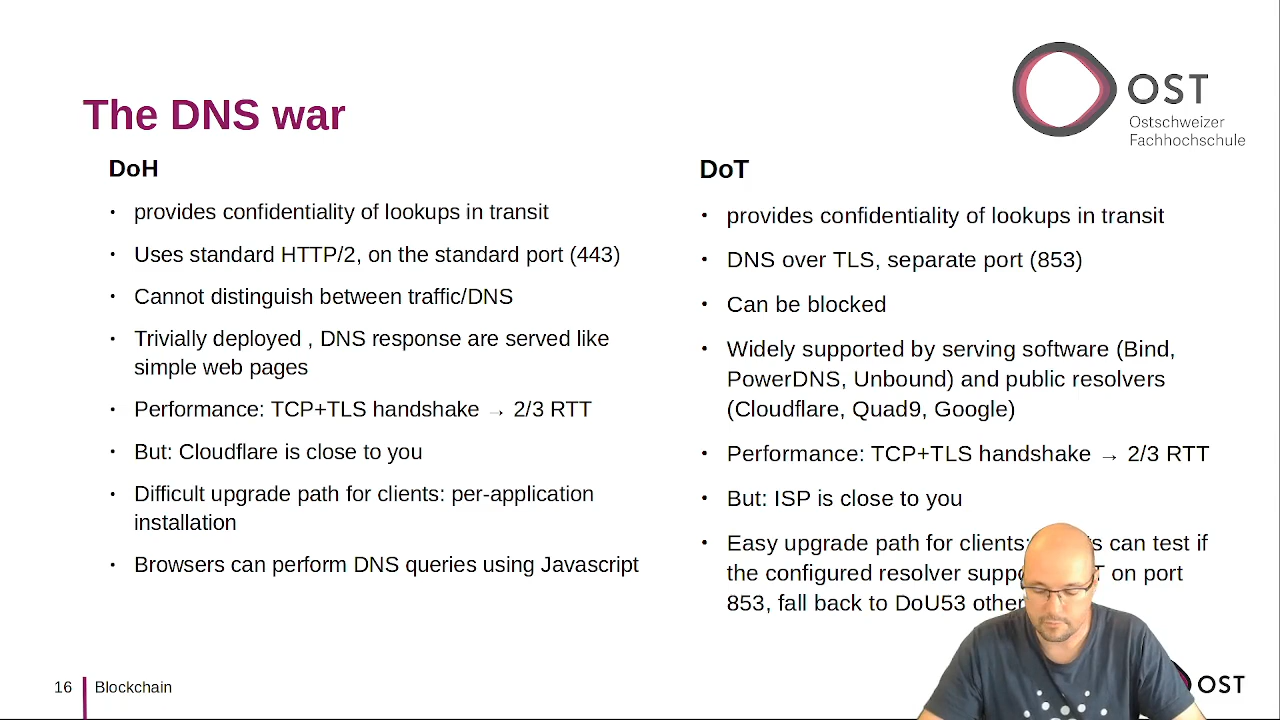 OST
Ostschweizer
Fachhochschule
The DNS war
DoH
• provides confidentiality of lookups in transit
• Uses standard HTTP/2, on the standard port (443)
• Cannot distinguish between traffic/DNS
• Trivially deployed , DNS response are served like
simple web pages
• Performance: TCP+TLS handshake → 2/3 RTT
• But: Cloudflare is close to you
• Difficult upgrade path for clients: per-application
installation
• Browsers can perform DNS queries using Javascript
DoT
• provides confidentiality of lookups in transit
• DNS over TLS, separate port (853)
• Can be blocked
• Widely supported by serving software (Bind,
PowerDNS, Unbound) and public resolvers
(Cloudflare, Quad9, Google)
• Performance: TCP+TLS handshake → 2/3 RTT
• But: ISP is close to you
• Easy upgrade path for clients: can test if
the configured resolver on port
853, fall back to DoU53
16 Blockchain
OST